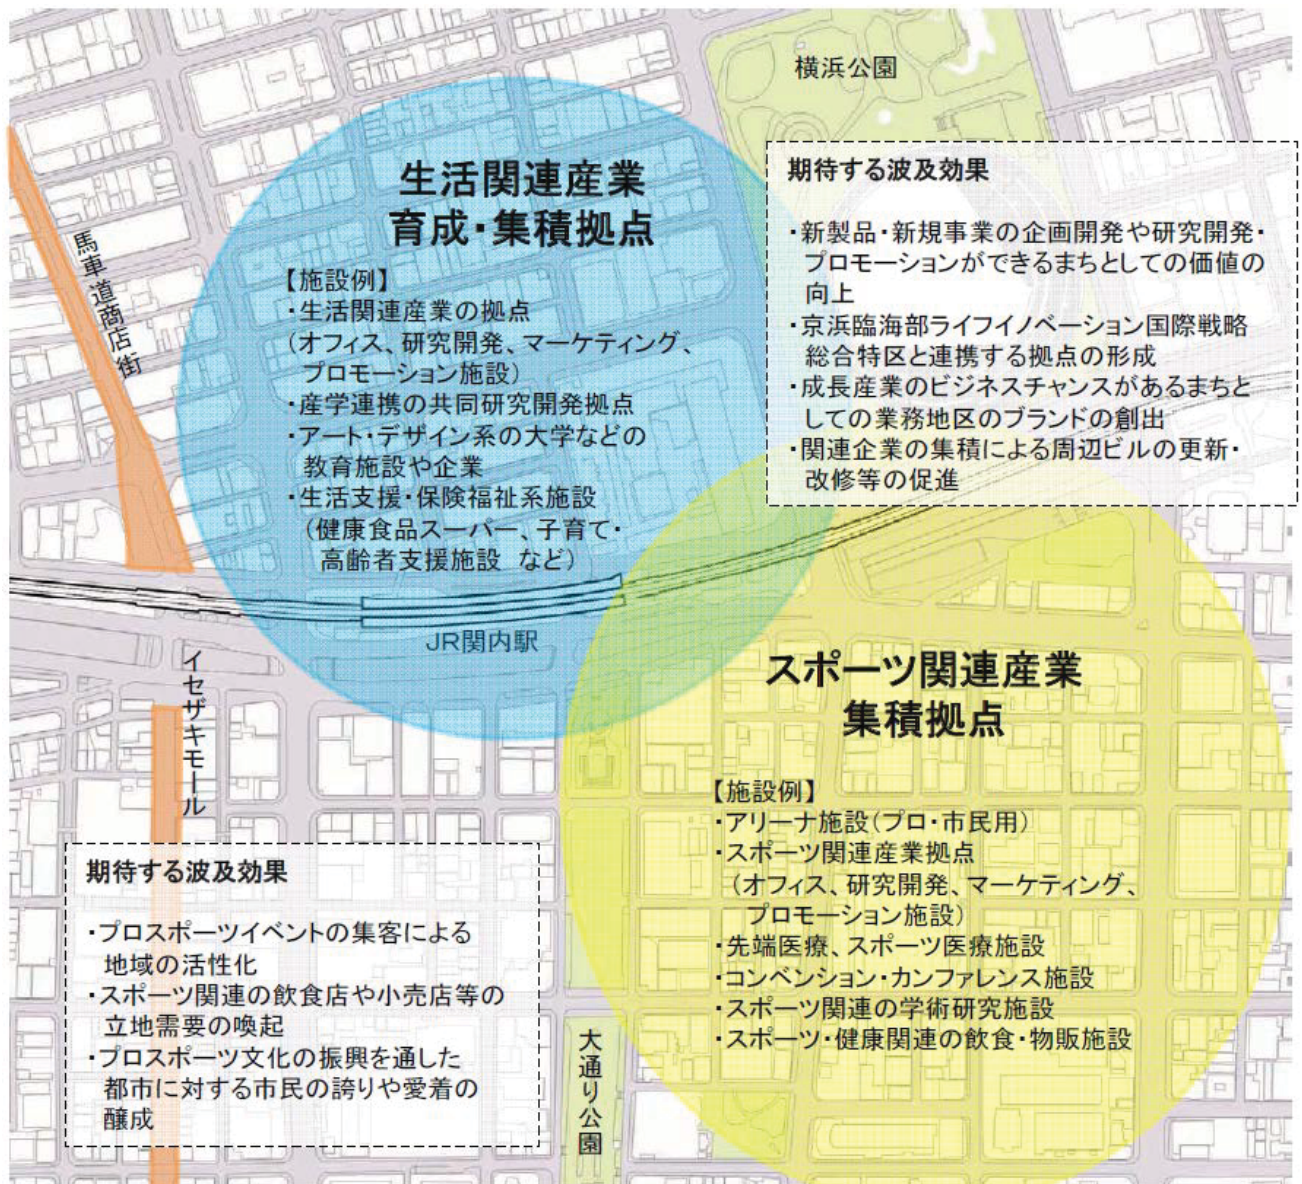 横浜公園
生活関連産業
育成・集積拠点
【施設例】
・生活関連産業の拠点
（オフィス、研究開発、マーケティング、
プロモーション施設）
・産学連携の共同研究開発拠点
・アート・デザイン系の大学などの
教育施設や企業
・生活支援・保険福祉系施設
（健康食品スーパー、子育て・
高齢者支援施設 など）
期待する波及効果
・新製品・新規事業の企画開発や研究開発・
プロモーションができるまちとしての価値の
向上
・京浜臨海部ライフイノベーション国際戦略
総合特区と連携する拠点の形成
・成長産業のビジネスチャンスがあるまちと
しての業務地区のブランドの創出
・関連企業の集積による周辺ビルの更新・
改修等の促進
馬車道商店街
JR関内駅
イセザキモール
スポーツ関連産業
集積拠点
【施設例】
・アリーナ施設（プロ・市民用）
・スポーツ関連産業拠点
（オフィス、研究開発、マーケティング、
プロモーション施設）
・先端医療、スポーツ医療施設
・コンベンション・カンファレンス施設
・スポーツ関連の学術研究施設
・スポーツ・健康関連の飲食・物販施設
期待する波及効果
・プロスポーツイベントの集客による
地域の活性化
・スポーツ関連の飲食店や小売店等の
立地需要の喚起
・プロスポーツ文化の振興を通した
都市に対する市民の誇りや愛着の
醸成
大通り公園